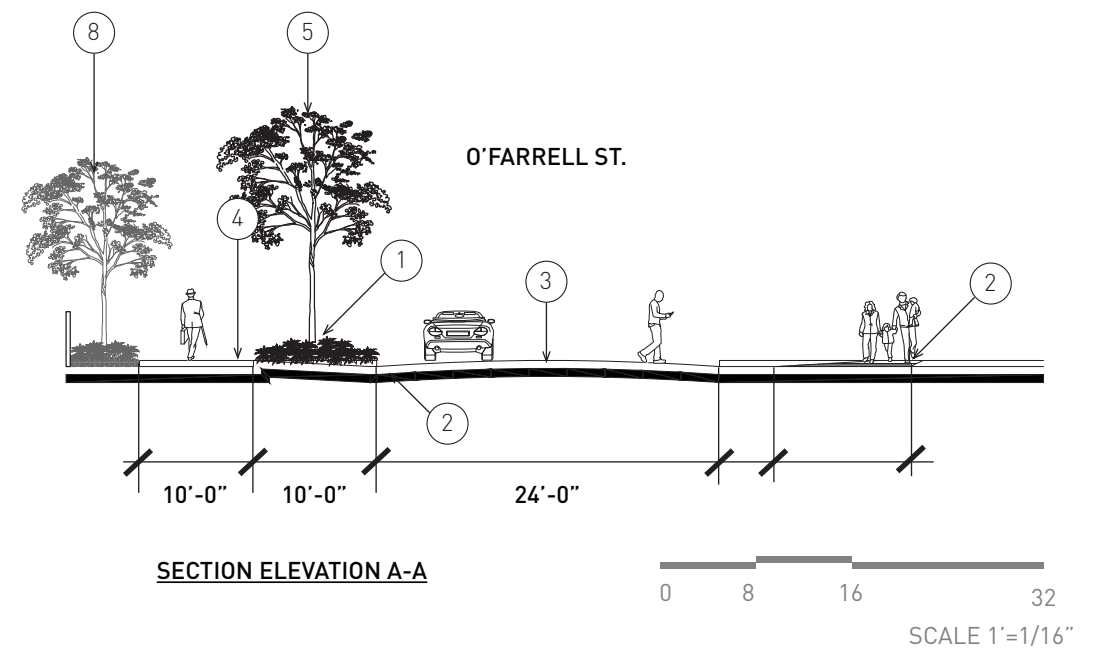 8
5
O'FARRELL ST.
4
1
3
2
2
10'-0" 10'-0" 24'-0"
SECTION ELEVATION A-A
0 8 16 32
SCALE 1'=1/16"